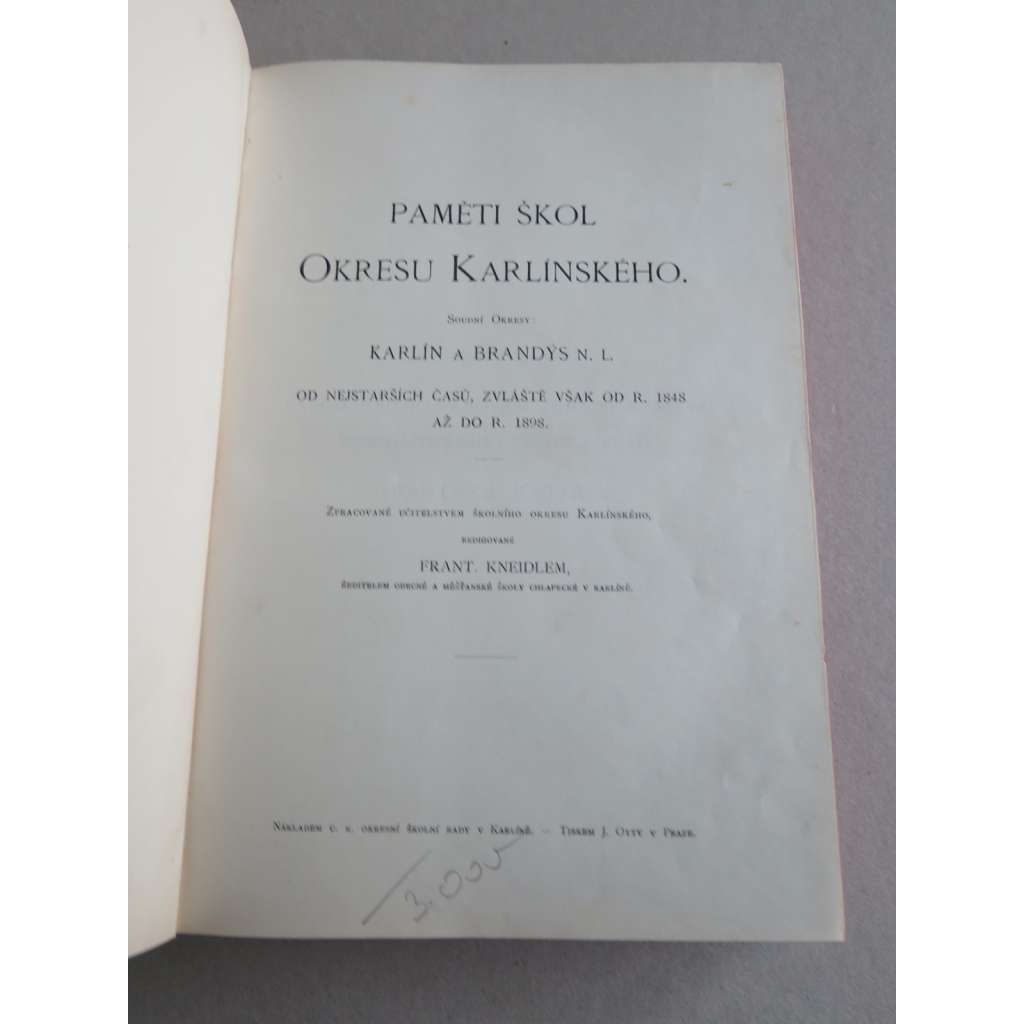 PAMĚTI ŠKOL
OKRESU KARLÍNSKÉHO.
SOUDNÍ OKRESY:
KARLÍN A BRANDÝS N. L.
OD NEJSTARŠÍCH ČASŮ, ZVLÁŠTĚ VŠAK OD R. 1848
AŽ DO R. 1898.
ZPRACOVANÉ UČITELSTVEM ŠKOLNÍHO OKRESU KARLÍNSKÉHO,
REDIGOVANÉ
FRANT. KNEIDLEM,
ŘEDITELEM OBECNÉ A MĚŠŤANSKÉ ŠKOLY CHLAPECKÉ V KARLÍNĚ.
NÁKLADEM C. K. OKRESNÍ ŠKOLNÍ RADY V KARLÍNĚ. — TISKEM J. OTTY V PRAZE.
3.000